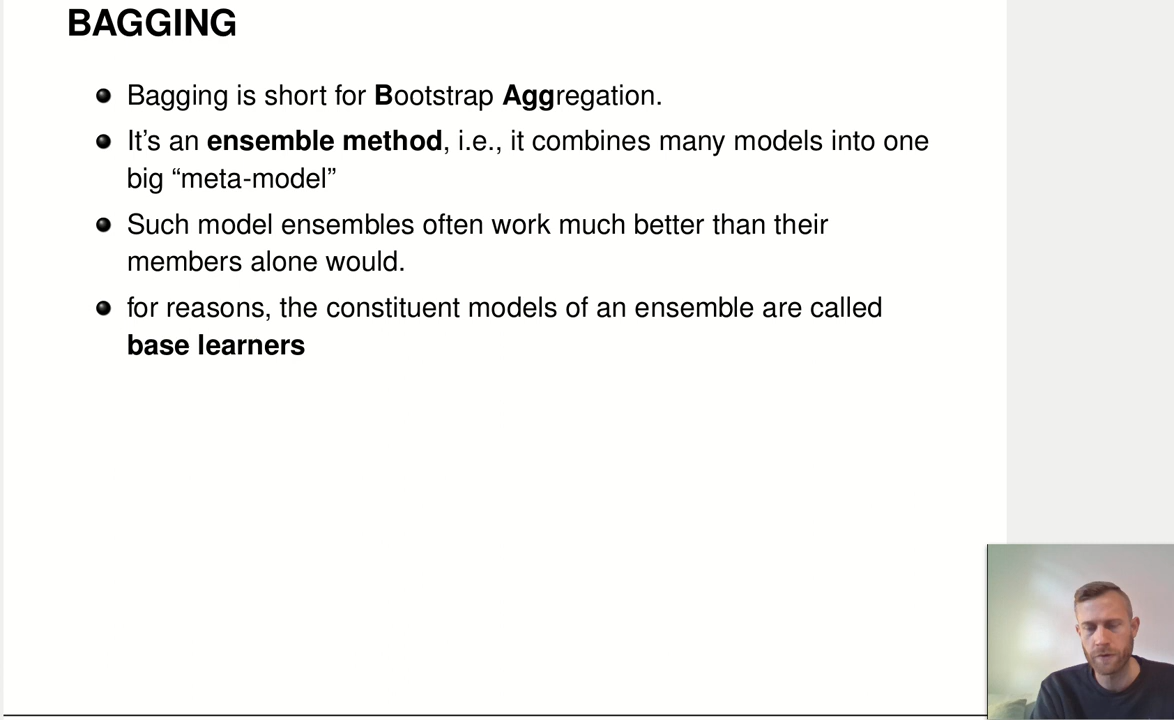 BAGGING
Bagging is short for Bootstrap Aggregation.
It’s an ensemble method, i.e., it combines many models into one
big “meta-model”
Such model ensembles often work much better than their
members alone would.
for reasons, the constituent models of an ensemble are called
base learners